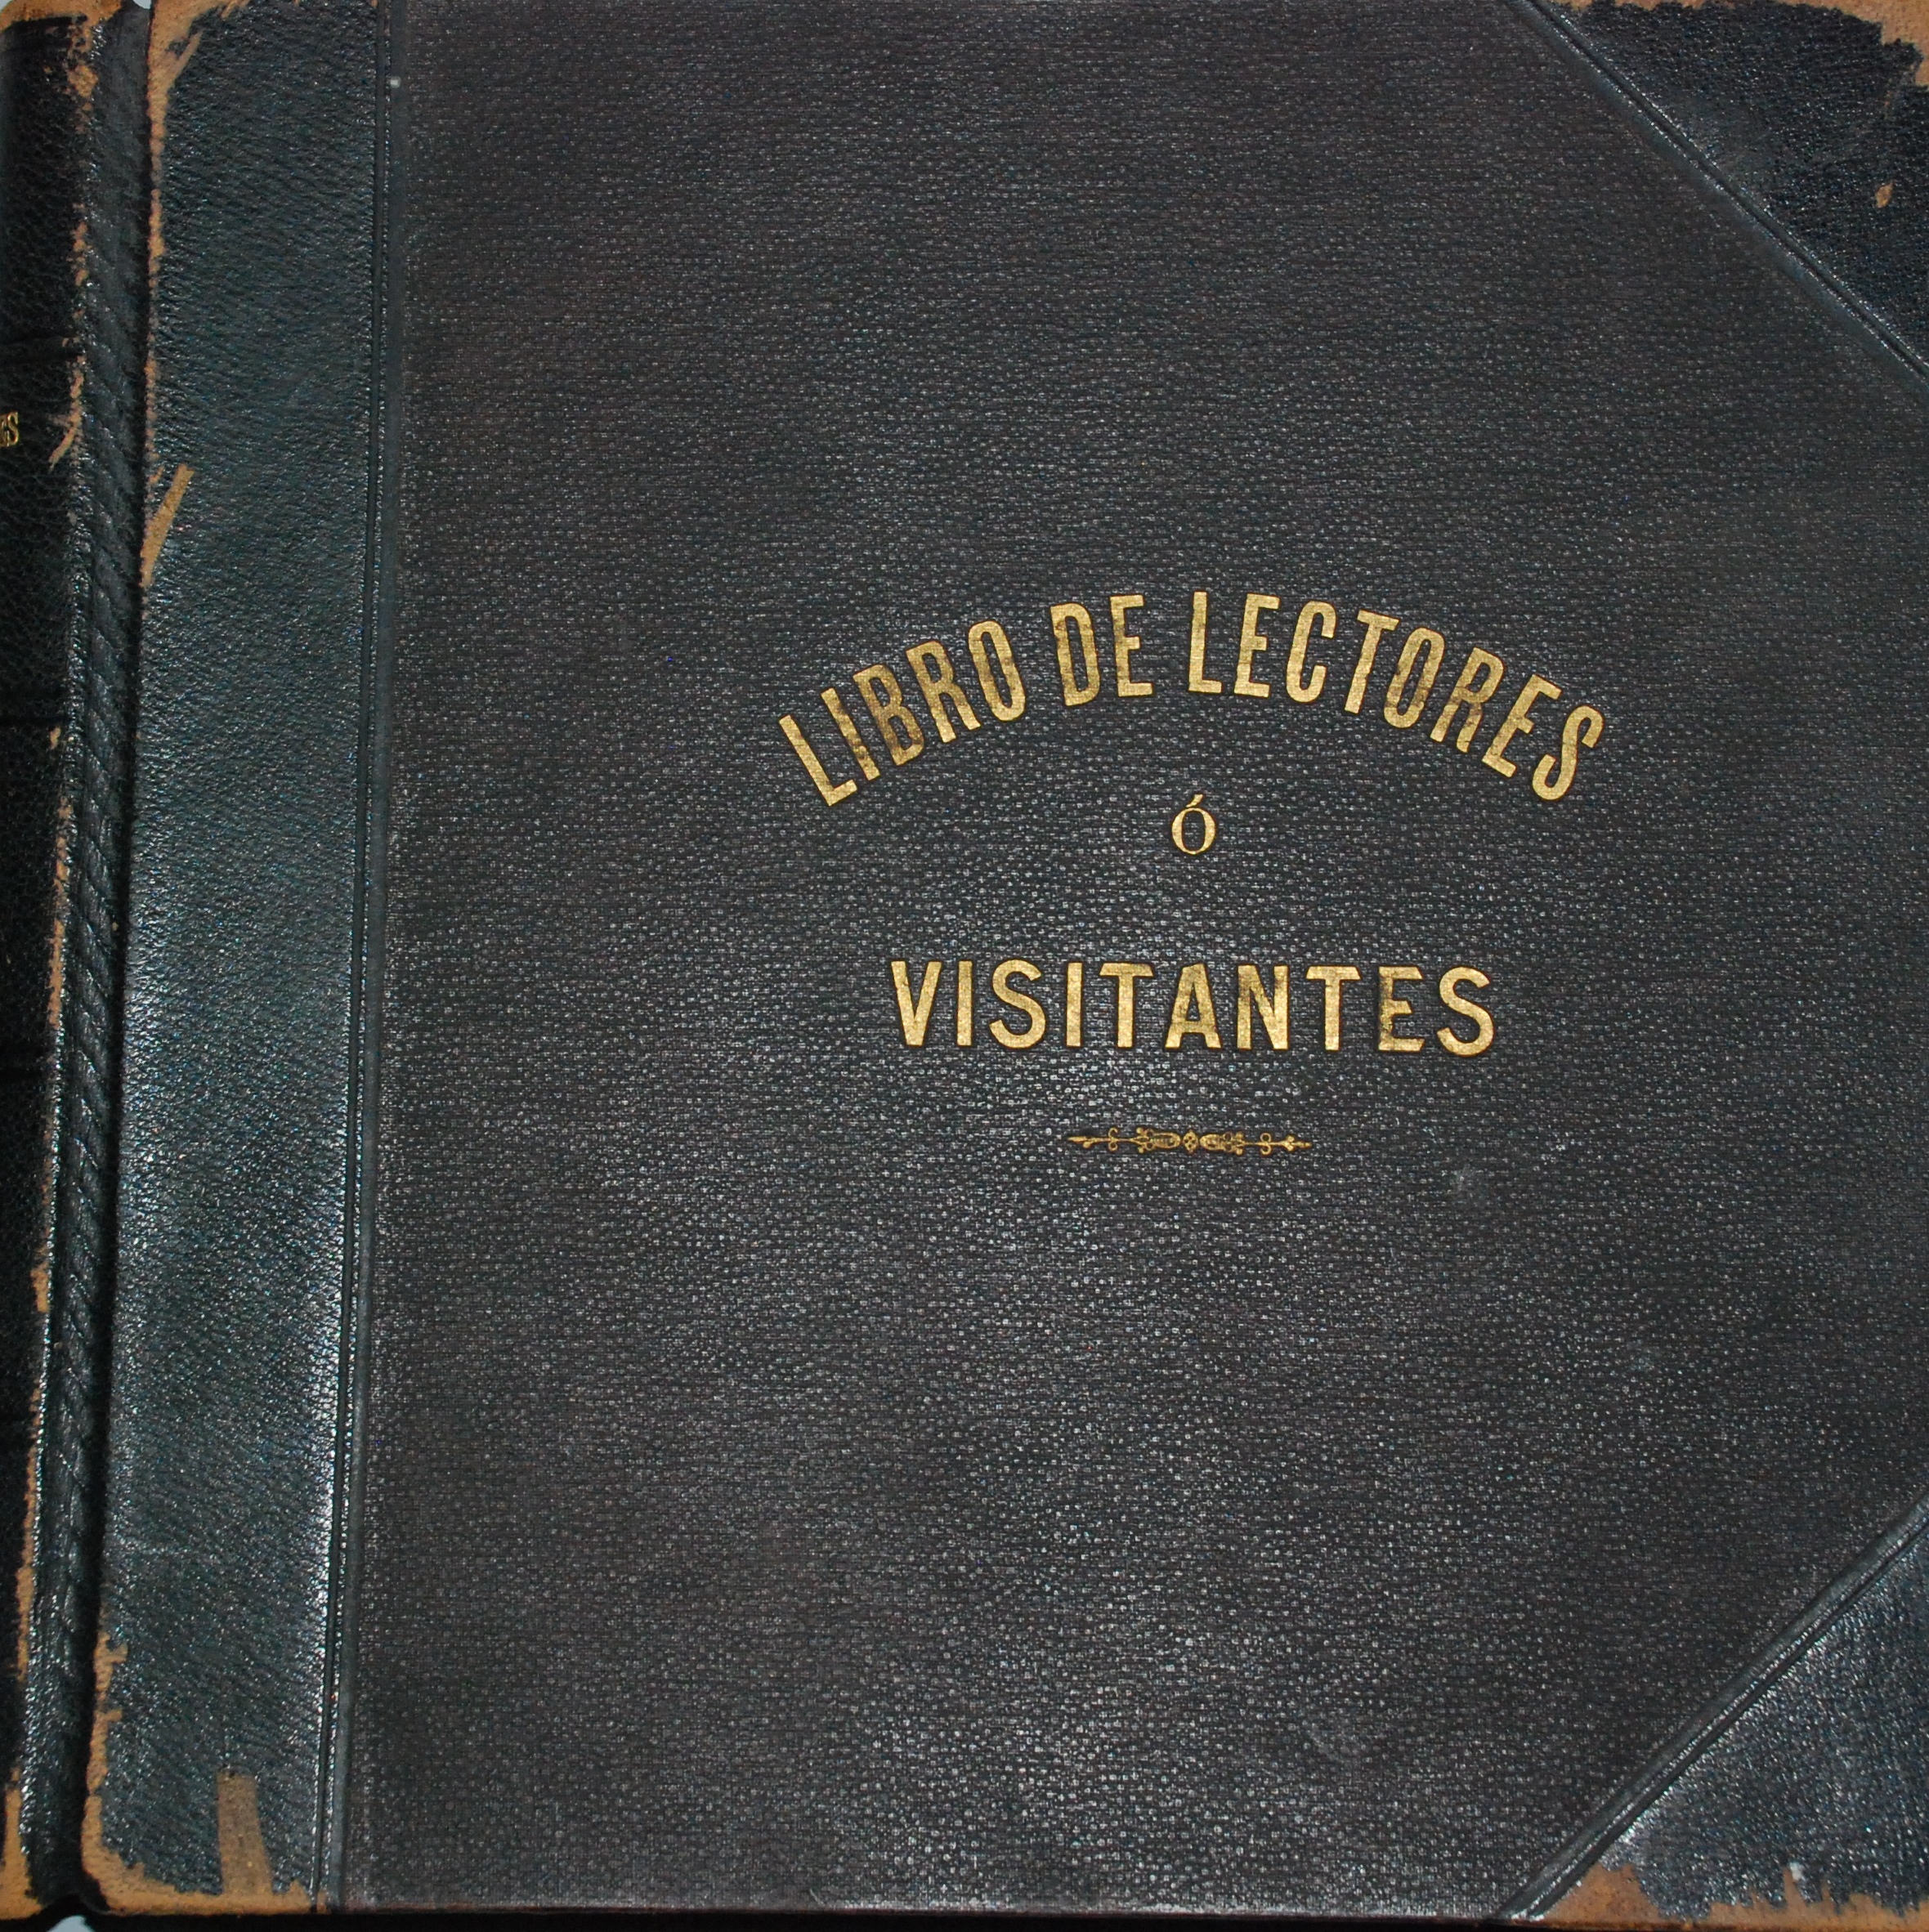 LIBRO DE LECTORES
Ó
VISITANTES